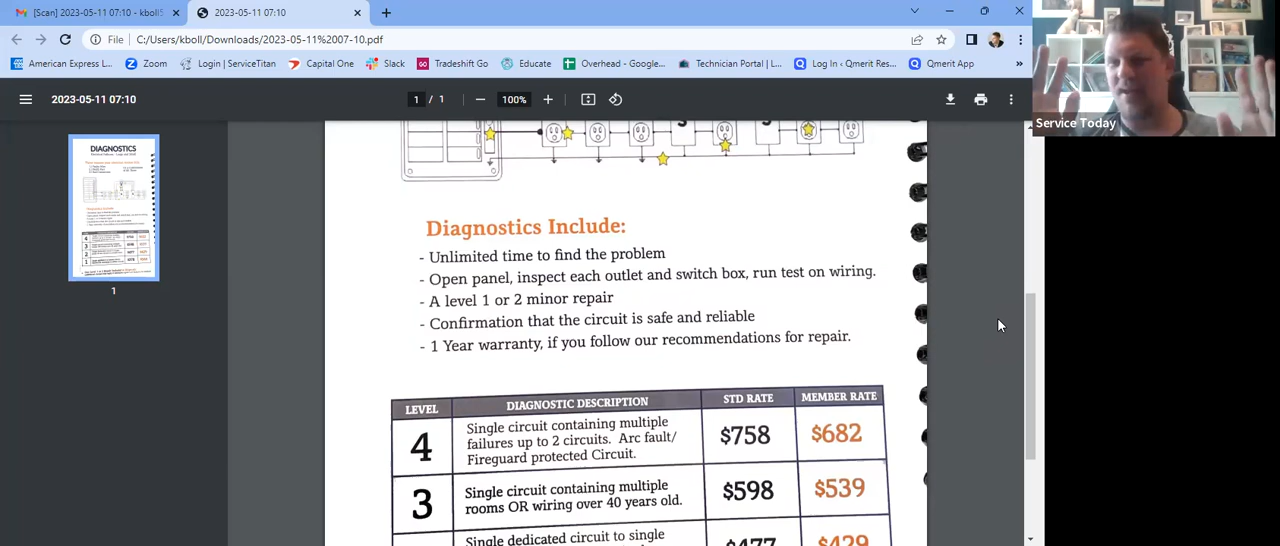 [Scan] 2023-05-11 07:10 - kboll5
2023-05-11 07:10
File C:/Users/kboll/Downloads/2023-05-11%2007-10.pdf
American Express L... Zoom Login | ServiceTitan Capital One Slack Tradeshift Go Educate Overhead - Google... Technician Portal | L... Log In ‹ Qmerit Res... Qmerit App »
2023-05-11 07:10 1 / 1 100%
Service Today
DIAGNOSTICS
1
Diagnostics Include:
- Unlimited time to find the problem
- Open panel, inspect each outlet and switch box, run test on wiring.
- A level 1 or 2 minor repair
- Confirmation that the circuit is safe and reliable
- 1 Year warranty, if you follow our recommendations for repair.
LEVEL DIAGNOSTIC DESCRIPTION STD RATE MEMBER RATE
4 Single circuit containing multiple failures up to 2 circuits. Arc fault/ Fireguard protected Circuit. $758 $682
3 Single circuit containing multiple rooms OR wiring over 40 years old. $598 $539
Single dedicated circuit to single $477 $429